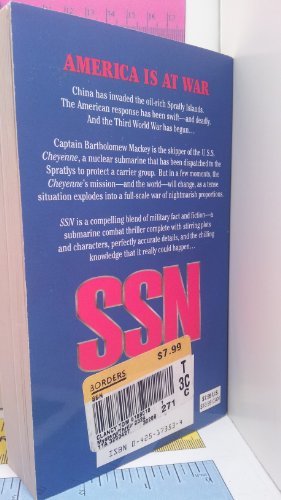 AMERICA IS AT WAR
China has invaded the oil-rich Spratly Islands.
The American response has been swift—and deadly.
And the Third World War has begun...
Captain Bartholomew Mackey is the skipper of the U.S.S.
Cheyenne, a nuclear submarine that has been dispatched to the
Spratlys to protect a carrier group. But in a few moments, the
Cheyenne's mission—and the world—will change, as a tense
situation explodes into a full-scale war of nightmarish proportions.
SSN is a compelling blend of military fact and fiction—a
submarine combat thriller complete with stirring plots
and characters, perfectly accurate details, and the chilling
knowledge that it really could happen...
SSN
$7.99
BORDERS
SSN
T
3C
C
271
CLANCY TOM
ISBN 0-425-17353-4